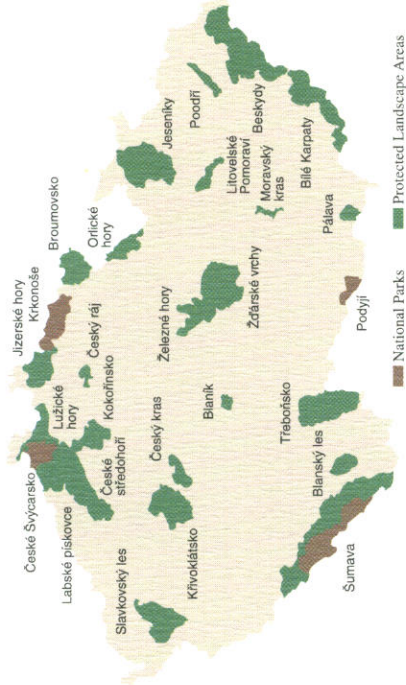 České Švýcarsko
Labské pískovce
Lužické
hory
Jizerské hory
Krkonoše
Broumovsko
Orlické
hory
Český ráj
Kokořínsko
České
středohoří
Slavkovský les
Křivoklátsko
Český kras
Blaník
Železné hory
Žďárské vrchy
Jeseníky
Poodří
Litovelské
Pomoraví
Moravský
kras
Beskydy
Bílé Karpaty
Pálava
Podyjí
Třeboňsko
Blanský les
Šumava
National Parks
Protected Landscape Areas